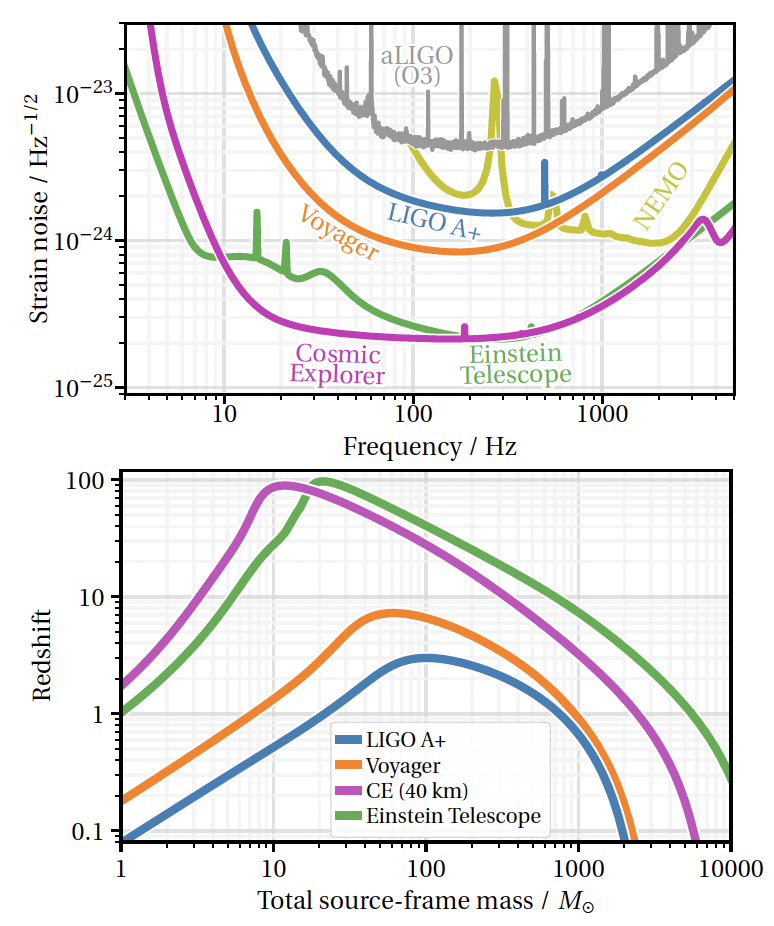 aLIGO
(O3)
10⁻²³
Strain noise / Hz⁻¹/²
NEMO
LIGO A+
Voyager
10⁻²⁴
Cosmic
Explorer
Einstein
Telescope
10⁻²⁵
10
100
1000
Frequency / Hz
100
10
Redshift
1
LIGO A+
Voyager
CE (40 km)
Einstein Telescope
0.1
1
10
100
1000
10000
Total source-frame mass / M⊙